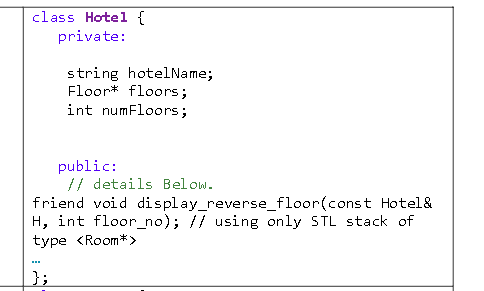 class Hotel {
private:
string hotelName;
Floor* floors;
int numFloors;
public:
// details Below.
friend void display_reverse_floor(const Hotel&
H, int floor_no); // using only STL stack of
type <Room*>
…
};